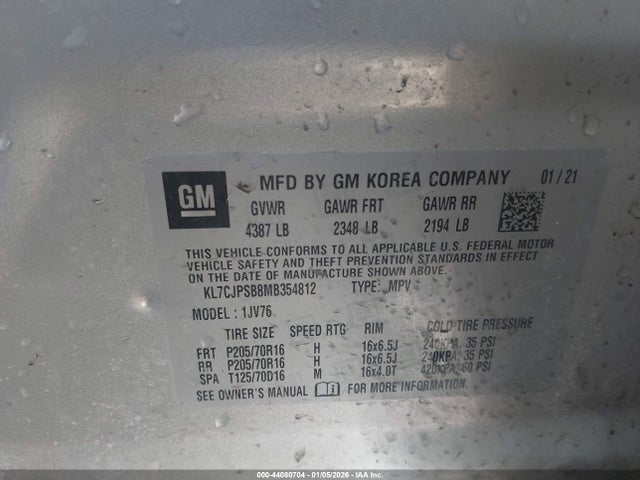 GM MFD BY GM KOREA COMPANY 01 / 21
GVWR GAWR FRT GAWR RR
4387 LB 2348 LB 2194 LB
THIS VEHICLE CONFORMS TO ALL APPLICABLE U.S. FEDERAL MOTOR
VEHICLE SAFETY AND THEFT PREVENTION STANDARDS IN EFFECT ON
THE DATE OF MANUFACTURE SHOWN ABOVE.
KL7CJPSB8MB354812 TYPE: MPV
MODEL : 1JV76
TIRE SIZE SPEED RTG RIM COLD TIRE PRESSURE
FRT P205/70R16 H 16x6.5J 240KPA, 35 PSI
RR P205/70R16 H 16x6.5J 240KPA, 35 PSI
SPA T125/70D16 M 16x4.0T 420KPA, 60 PSI
SEE OWNER'S MANUAL FOR MORE INFORMATION
000-44080704 - 01/05/2026 - IAA Inc.